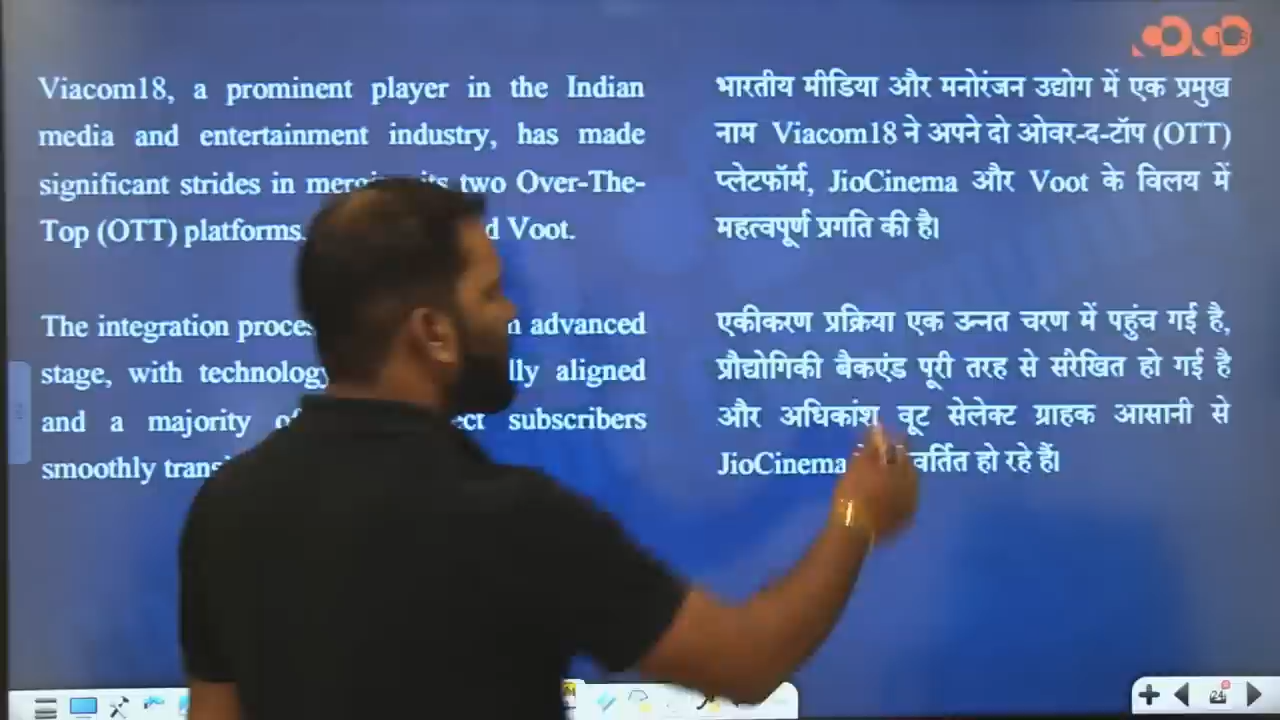 Viacom18, a prominent player in the Indian
media and entertainment industry, has made
significant strides in merging its two Over-The-
Top (OTT) platforms, Voot.
The integration advanced
stage, with technology aligned
and a majority subscribers
smoothly
भारतीय मीडिया और मनोरंजन उद्योग में एक प्रमुख
नाम Viacom18 ने अपने दो ओवर-द-टॉप (OTT)
प्लेटफॉर्म, JioCinema और Voot के विलय में
महत्वपूर्ण प्रगति की है।
एकीकरण प्रक्रिया एक उन्नत चरण में पहुंच गई है,
प्रौद्योगिकी बैकएंड पूरी तरह से संरेखित हो गई है
और अधिकांश वूट सेलेक्ट ग्राहक आसानी से
JioCinema हो रहे हैं।
24